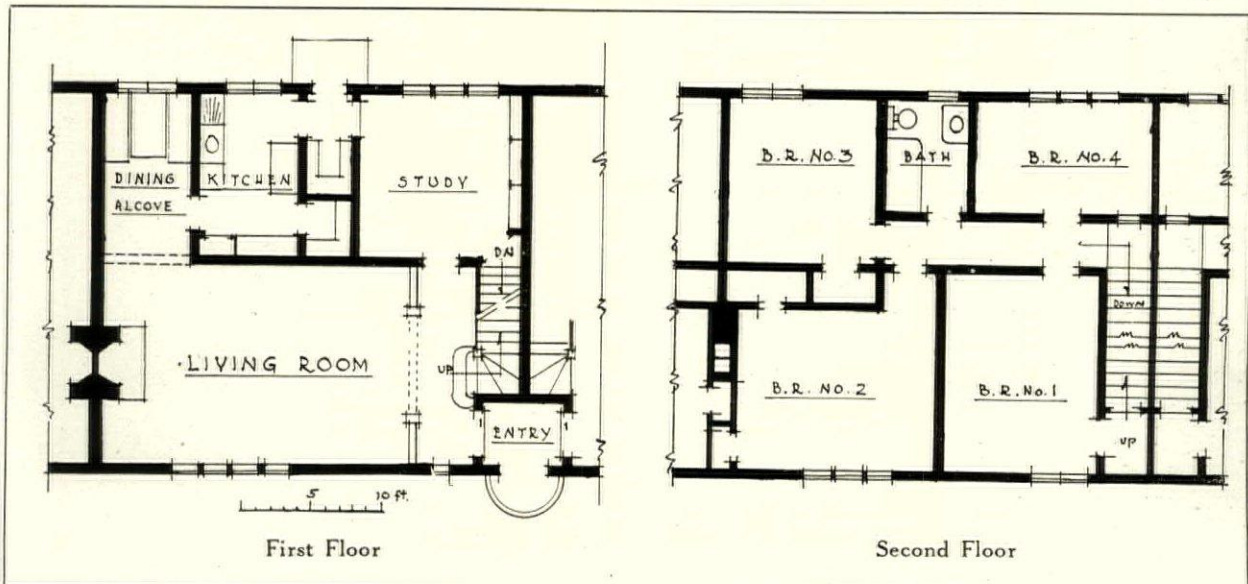 DINING
ALCOVE
KITCHEN
STUDY
DN
LIVING ROOM
UP
ENTRY
5 10 ft.
First Floor
B.R. NO.3
BATH
B.R. NO.4
DOWN
B.R. NO.2
B.R. NO.1
UP
Second Floor